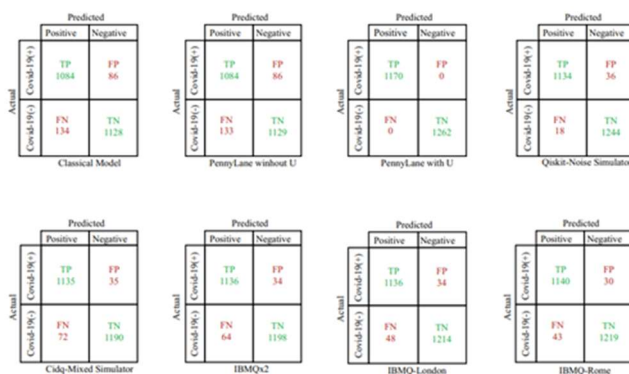 Predicted
Positive Negative
Actual
Covid-19(+)
TP
1084
FP
86
Covid-19(-)
FN
134
TN
1128
Classical Model
Predicted
Positive Negative
Actual
Covid-19(+)
TP
1084
FP
86
Covid-19(-)
FN
133
TN
1129
PennyLane winhout U
Predicted
Positive Negative
Actual
Covid-19(+)
TP
1170
FP
0
Covid-19(-)
FN
0
TN
1262
PennyLane with U
Predicted
Positive Negative
Actual
Covid-19(+)
TP
1134
FP
36
Covid-19(-)
FN
18
TN
1244
Qiskit-Noise Simulator
Predicted
Positive Negative
Actual
Covid-19(+)
TP
1135
FP
35
Covid-19(-)
FN
72
TN
1190
Cidq-Mixed Simulator
Predicted
Positive Negative
Actual
Covid-19(+)
TP
1136
FP
34
Covid-19(-)
FN
64
TN
1198
IBMQx2
Predicted
Positive Negative
Actual
Covid-19(+)
TP
1136
FP
34
Covid-19(-)
FN
48
TN
1214
IBMQ-London
Predicted
Positive Negative
Actual
Covid-19(+)
TP
1140
FP
30
Covid-19(-)
FN
43
TN
1219
IBMQ-Rome